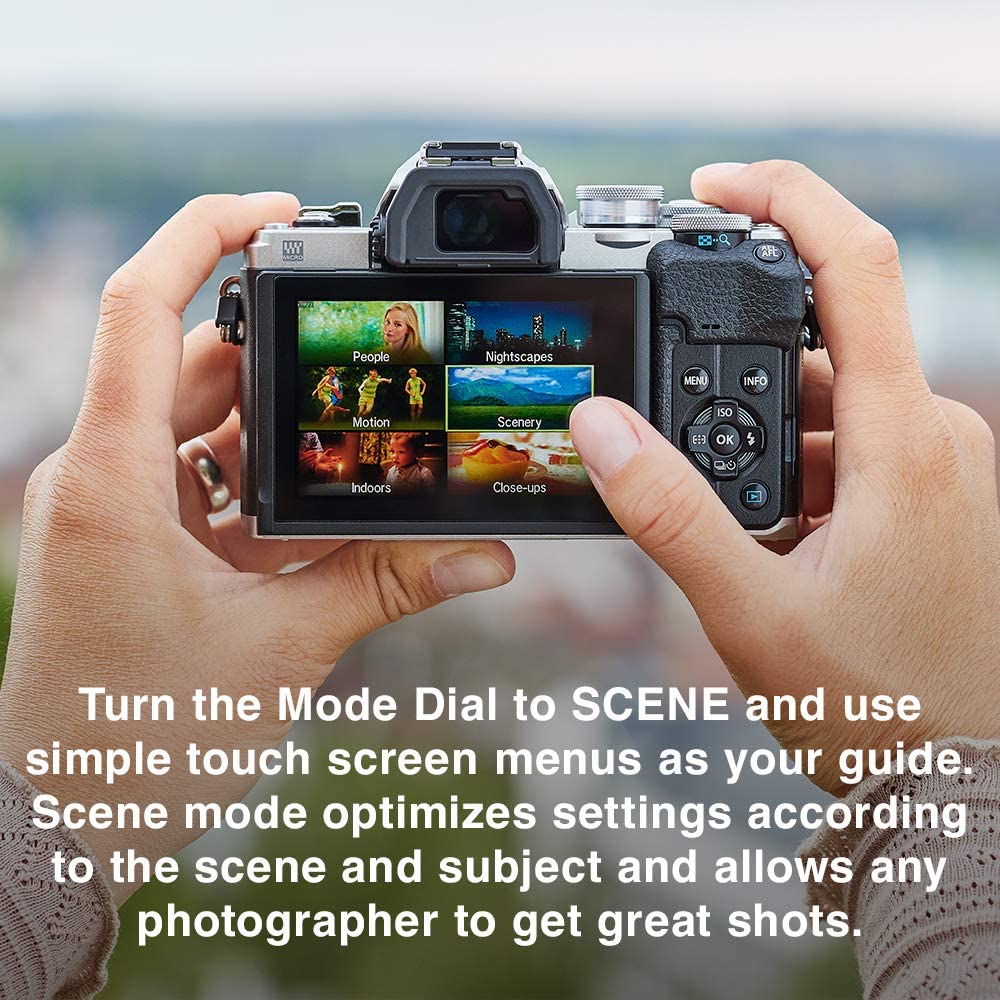 MICRO
AEL
AFL
People
Nightscapes
Motion
Scenery
Indoors
Close-ups
MENU
INFO
ISO
OK
Turn the Mode Dial to SCENE and use
simple touch screen menus as your guide.
Scene mode optimizes settings according
to the scene and subject and allows any
photographer to get great shots.